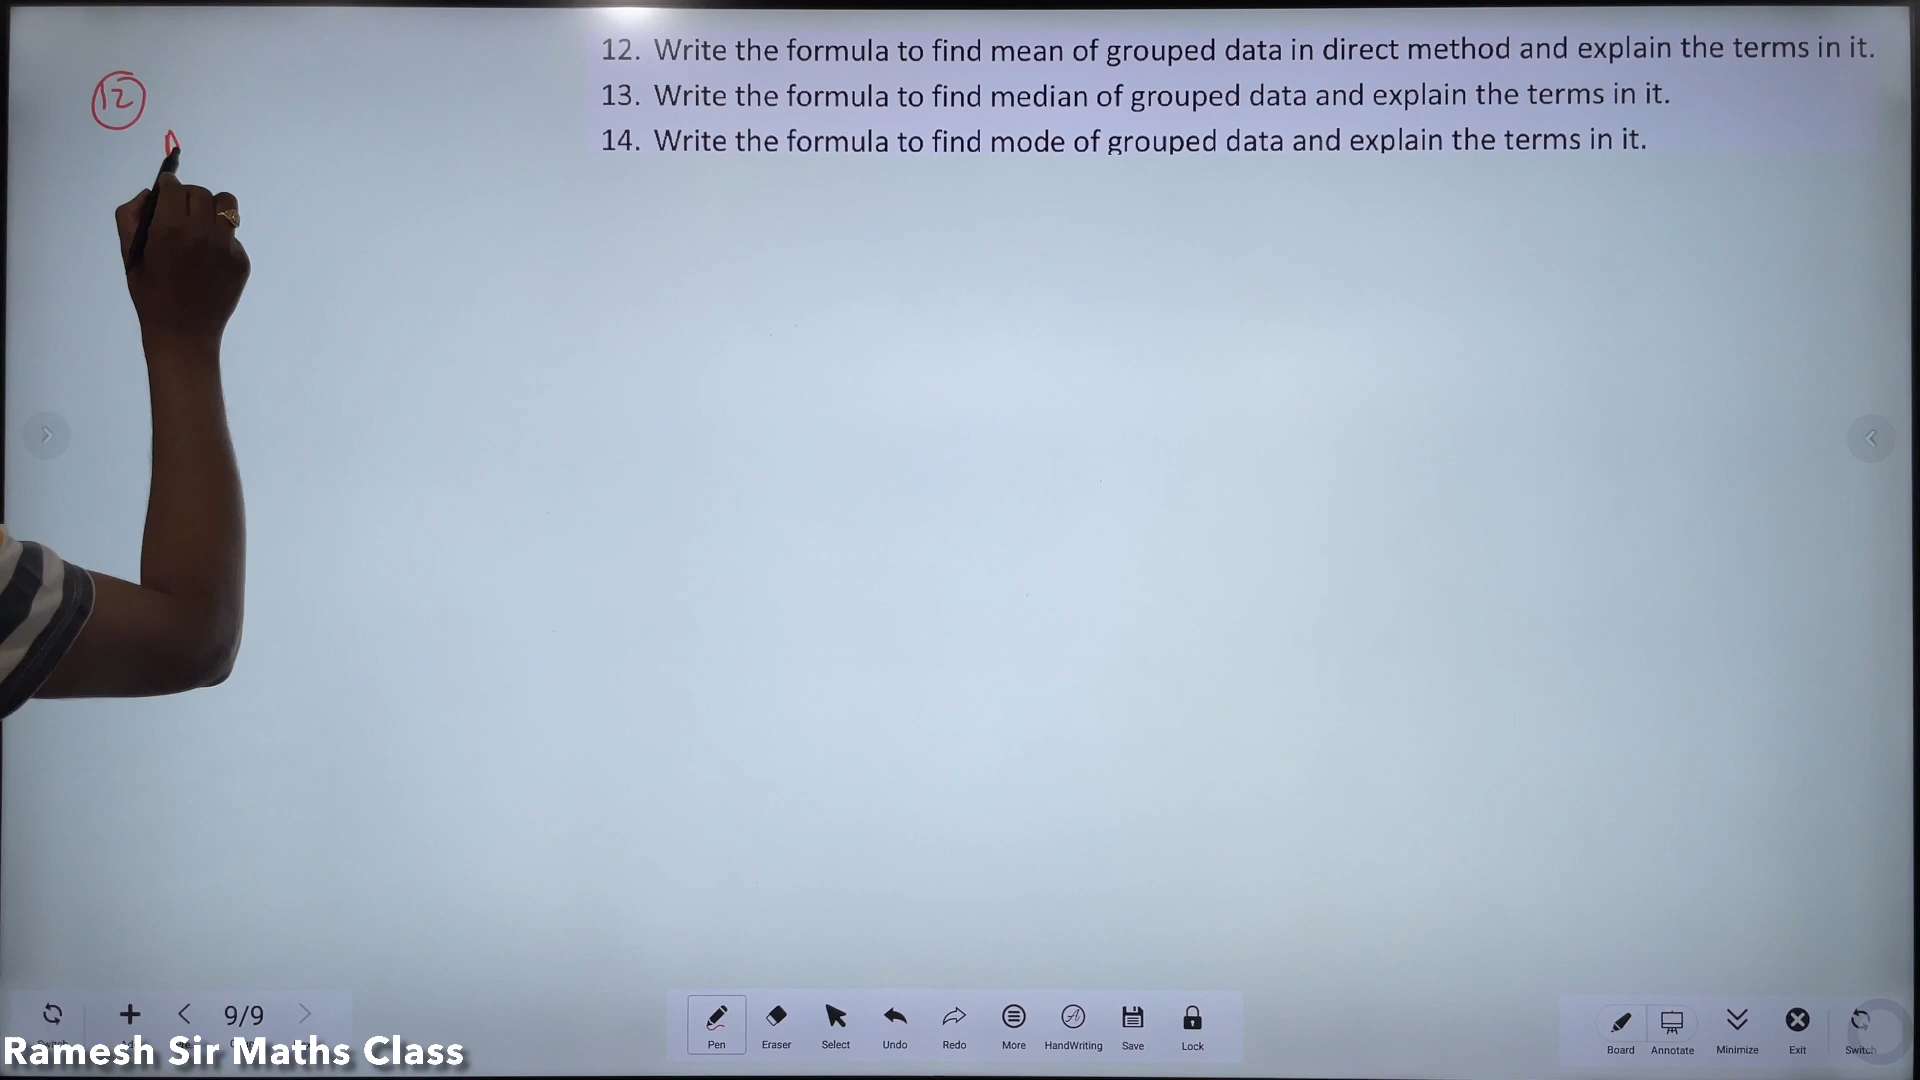 12. Write the formula to find mean of grouped data in direct method and explain the terms in it.
13. Write the formula to find median of grouped data and explain the terms in it.
14. Write the formula to find mode of grouped data and explain the terms in it.
12
9/9
Pen Eraser Select Undo Redo More HandWriting Save Lock
Board Annotate Minimize Exit Switch
Ramesh Sir Maths Class